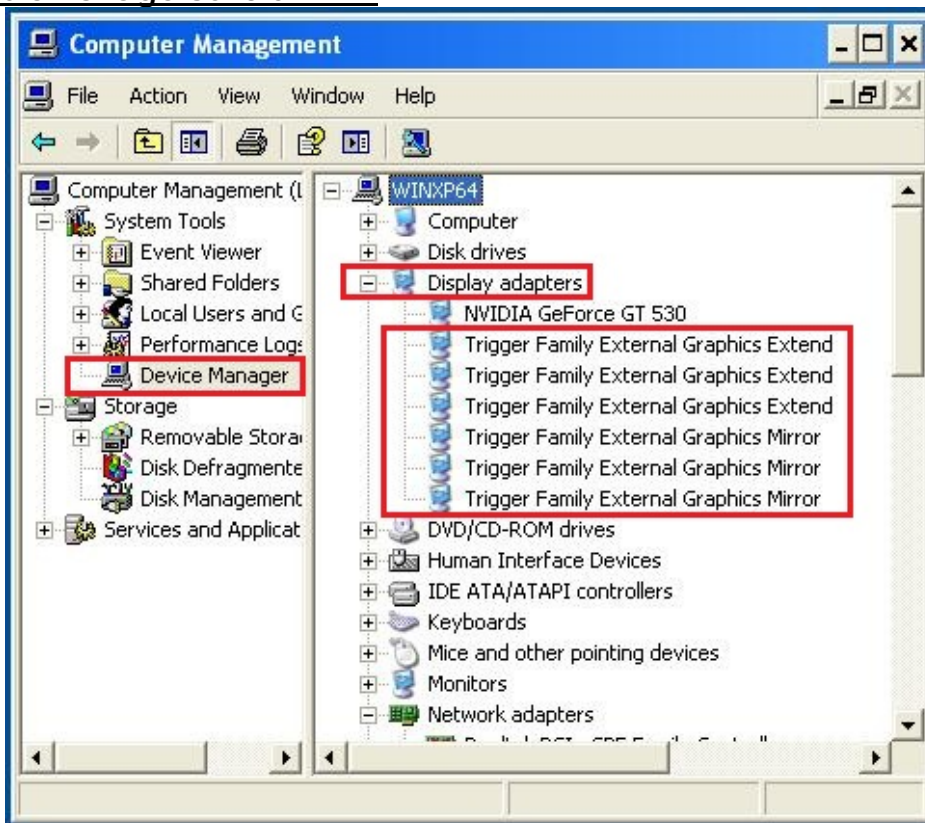 Computer Management
File Action View Window Help
Computer Management (L
System Tools
Event Viewer
Shared Folders
Local Users and G
Performance Logs
Device Manager
Storage
Removable Stora
Disk Defragmente
Disk Management
Services and Applicat
WINXP64
Computer
Disk drives
Display adapters
NVIDIA GeForce GT 530
Trigger Family External Graphics Extend
Trigger Family External Graphics Extend
Trigger Family External Graphics Extend
Trigger Family External Graphics Mirror
Trigger Family External Graphics Mirror
Trigger Family External Graphics Mirror
DVD/CD-ROM drives
Human Interface Devices
IDE ATA/ATAPI controllers
Keyboards
Mice and other pointing devices
Monitors
Network adapters